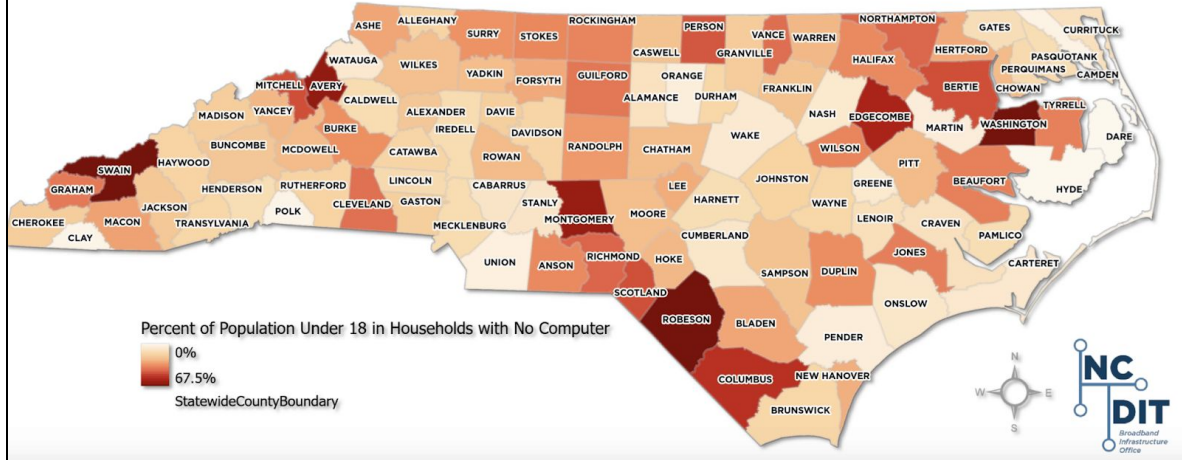 ASHE
ALLEGHANY
SURRY
STOKES
ROCKINGHAM
CASWELL
PERSON
GRANVILLE
VANCE
WARREN
NORTHAMPTON
GATES
CURRITUCK
PASQUOTANK
PERQUIMANS
CAMDEN
HERTFORD
HALIFAX
WATAUGA
WILKES
YADKIN
FORSYTH
GUILFORD
ORANGE
ALAMANCE
DURHAM
FRANKLIN
BERTIE
CHOWAN
MITCHELL
AVERY
CALDWELL
ALEXANDER
DAVIE
NASH
EDGECOMBE
MARTIN
WASHINGTON
TYRRELL
DARE
MADISON
YANCEY
BURKE
IREDELL
DAVIDSON
RANDOLPH
CHATHAM
WAKE
WILSON
PITT
BUNCOMBE
MCDOWELL
CATAWBA
ROWAN
SWAIN
HAYWOOD
GRAHAM
HENDERSON
RUTHERFORD
LINCOLN
CABARRUS
LEE
JOHNSTON
GREENE
BEAUFORT
HYDE
CHEROKEE
MACON
JACKSON
TRANSYLVANIA
POLK
CLEVELAND
GASTON
STANLY
MONTGOMERY
MOORE
HARNETT
WAYNE
LENOIR
CRAVEN
PAMLICO
CLAY
MECKLENBURG
CUMBERLAND
UNION
ANSON
RICHMOND
HOKE
SAMPSON
DUPLIN
JONES
CARTERET
SCOTLAND
ONSLOW
ROBESON
BLADEN
PENDER
COLUMBUS
NEW HANOVER
BRUNSWICK
Percent of Population Under 18 in Households with No Computer
0%
67.5%
StatewideCountyBoundary
N
W
E
S
NC
DIT
Broadband
Infrastructure
Office